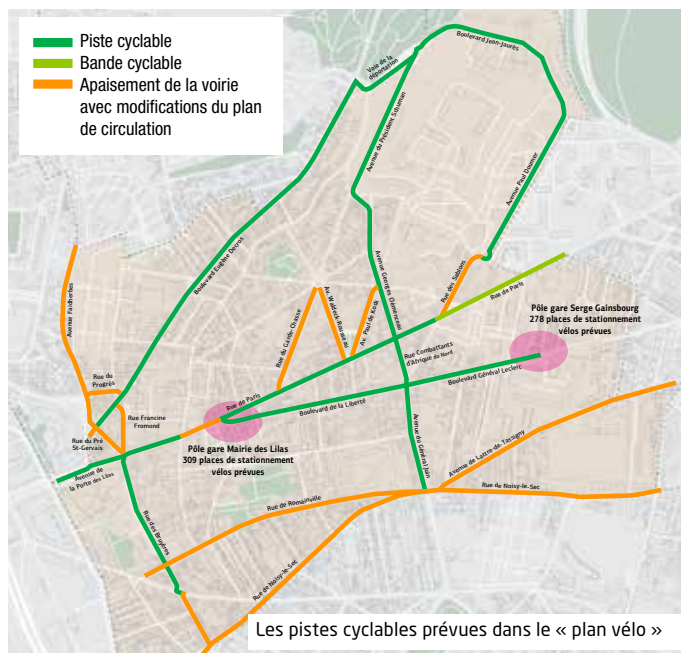 Piste cyclable
Bande cyclable
Apaisement de la voirie
avec modifications du plan
de circulation
Boulevard Jean-Jaurès
Voie de la
déportation
Avenue du Président Schuman
Avenue Paul Doumer
Boulevard Eugène Decros
Avenue Faidherbes
Avenue Georges Clémenceau
Rue des Sablons
Rue de Paris
Av. Waldeck-Rousseau
Av. Paul de Kock
Rue du Garde-Chasse
Pôle gare Serge Gainsbourg
278 places de stationnement
vélos prévues
Rue Combattants
d'Afrique du Nord
Boulevard Général Leclerc
Rue du
Progrès
Rue de Paris
Boulevard de la Liberté
Rue Francine
Fromond
Rue du Pré
St-Gervais
Pôle gare Mairie des Lilas
309 places de stationnement
vélos prévues
Avenue de
la Porte des Lilas
Avenue du Général Juin
Avenue de Lattre-de-Tassigny
Rue de Noisy-le-Sec
Rue de Romainville
Rue des Bruyères
Rue de Noisy-le-Sec
Les pistes cyclables prévues dans le « plan vélo »